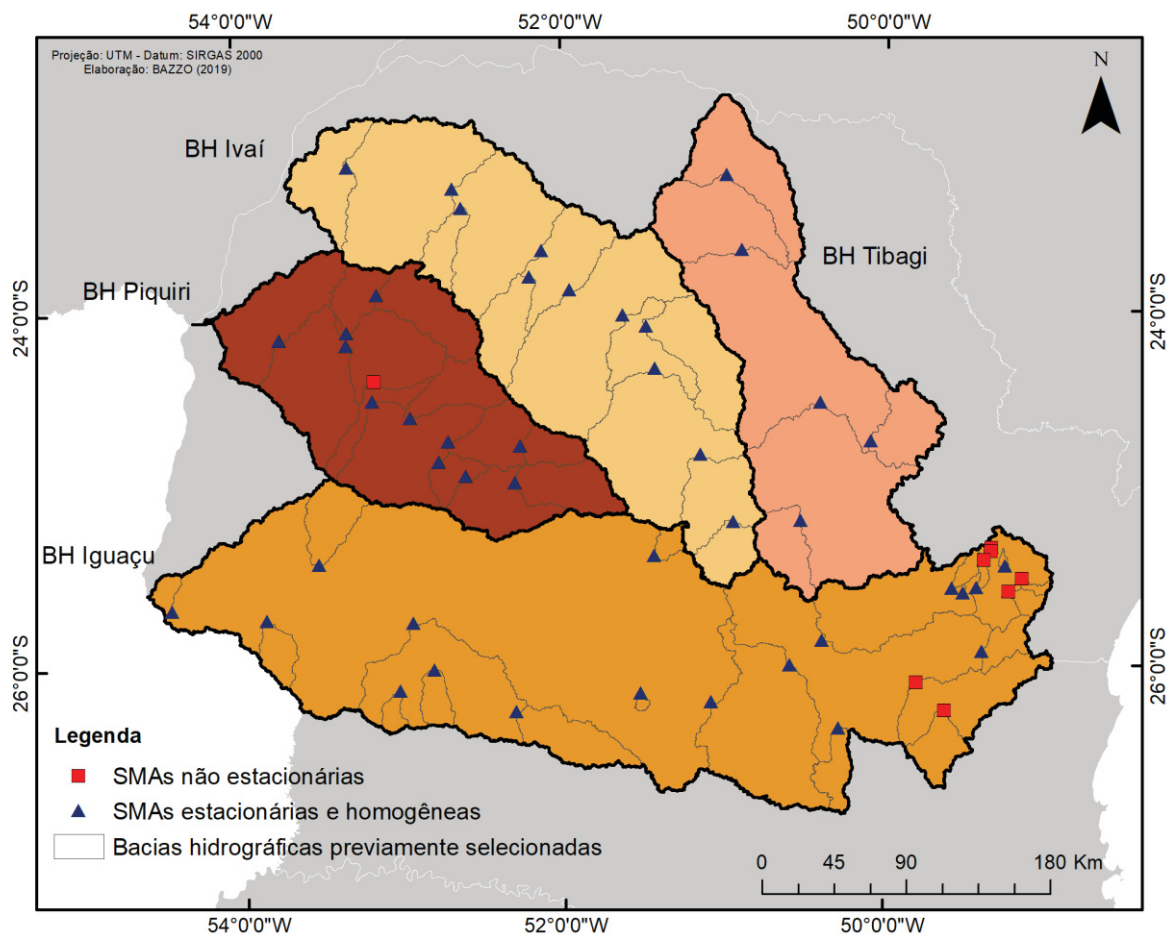 54°0'0"W
52°0'0"W
50°0'0"W
Projeção: UTM - Datum: SIRGAS 2000
Elaboração: BAZZO (2019)
N
BH Ivaí
BH Tibagi
BH Piquiri
24°0'0"S
24°0'0"S
BH Iguaçu
26°0'0"S
26°0'0"S
Legenda
SMAs não estacionárias
SMAs estacionárias e homogêneas
Bacias hidrográficas previamente selecionadas
0 45 90 180 Km
54°0'0"W
52°0'0"W
50°0'0"W